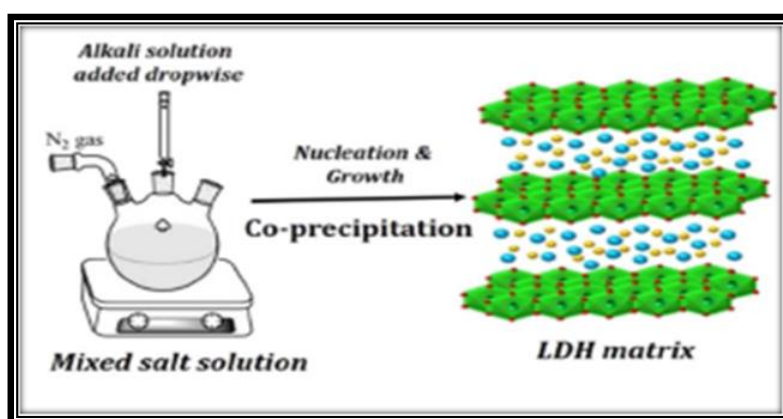 Alkali solution
added dropwise
N₂ gas
Nucleation &
Growth
Co-precipitation
Mixed salt solution
LDH matrix